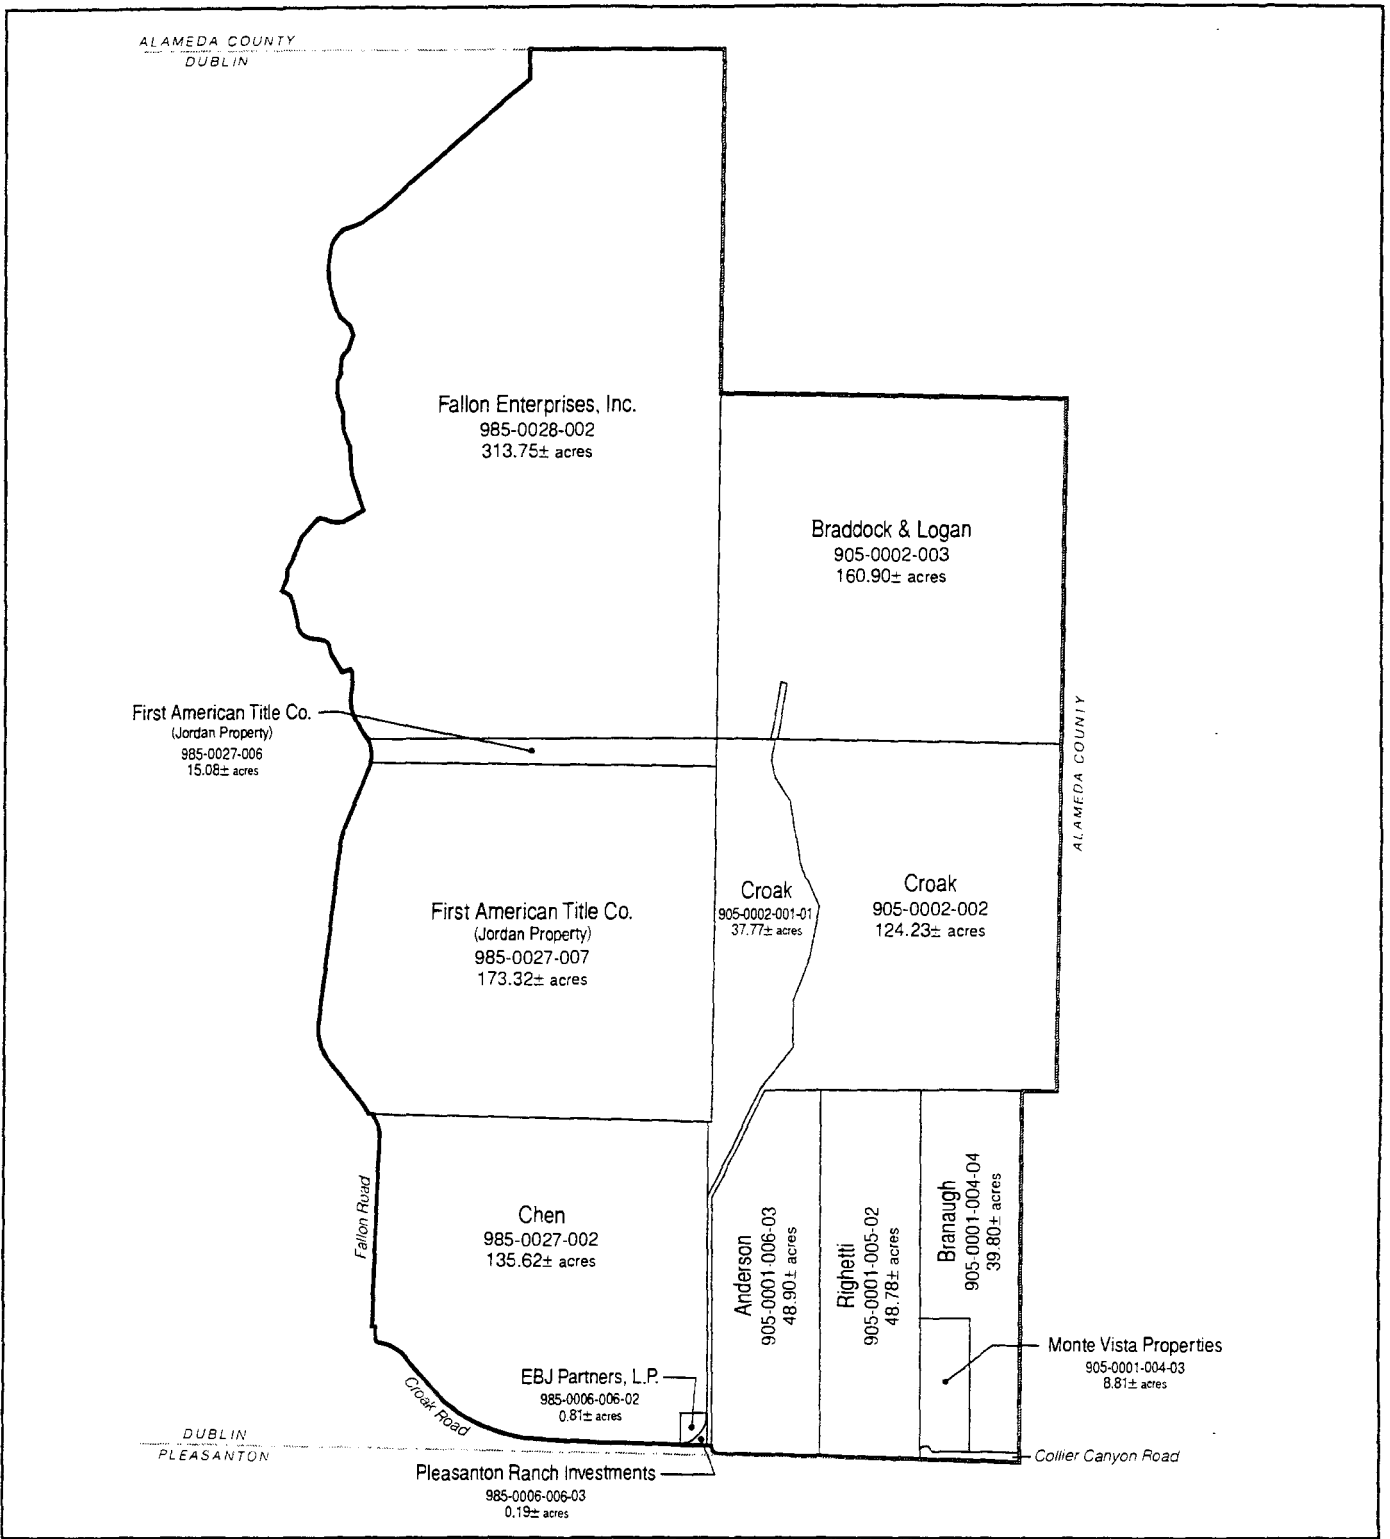 ALAMEDA COUNTY
DUBLIN
Fallon Enterprises, Inc.
985-0028-002
313.75± acres
Braddock & Logan
905-0002-003
160.90± acres
First American Title Co.
(Jordan Property)
985-0027-006
15.08± acres
ALAMEDA COUNTY
First American Title Co.
(Jordan Property)
985-0027-007
173.32± acres
Croak
905-0002-001-01
37.77± acres
Croak
905-0002-002
124.23± acres
Fallon Road
Chen
985-0027-002
135.62± acres
Anderson
905-0001-006-03
48.90± acres
Righetti
905-0001-005-02
48.78± acres
Branaugh
905-0001-004-04
39.80± acres
Monte Vista Properties
905-0001-004-03
8.81± acres
EBJ Partners, L.P.
985-0006-006-02
0.81± acres
Croak Road
DUBLIN
PLEASANTON
Collier Canyon Road
Pleasanton Ranch Investments
985-0006-006-03
0.19± acres